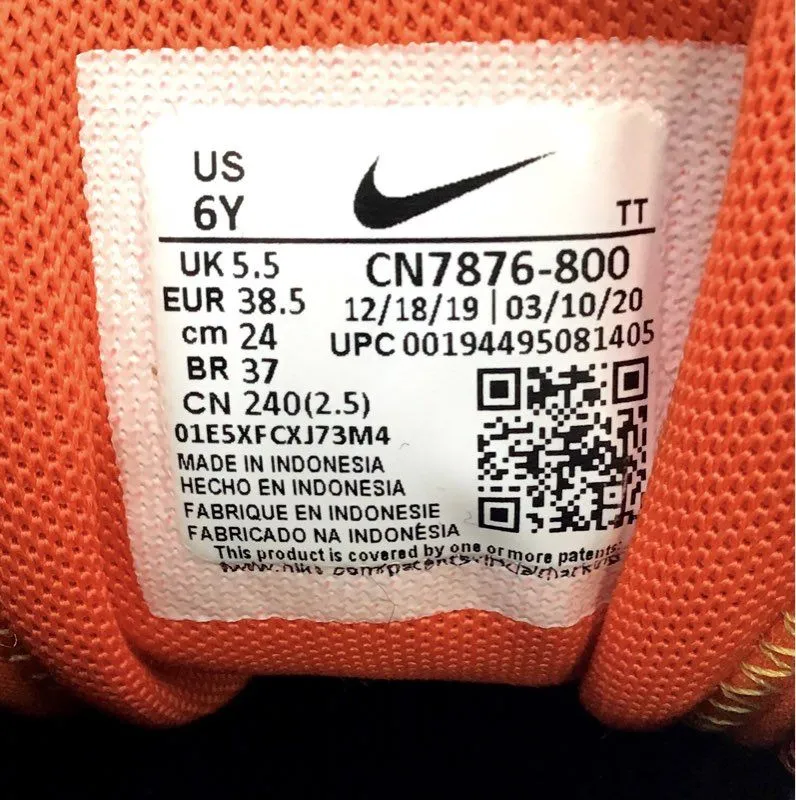 US
6Y
TT
UK 5.5
EUR 38.5
cm 24
BR 37
CN 240(2.5)
CN7876-800
12/18/19 | 03/10/20
UPC 00194495081405
01E5XFCXJ73M4
MADE IN INDONESIA
HECHO EN INDONESIA
FABRIQUE EN INDONESIE
FABRICADO NA INDONÉSIA
This product is covered by one or more patents: